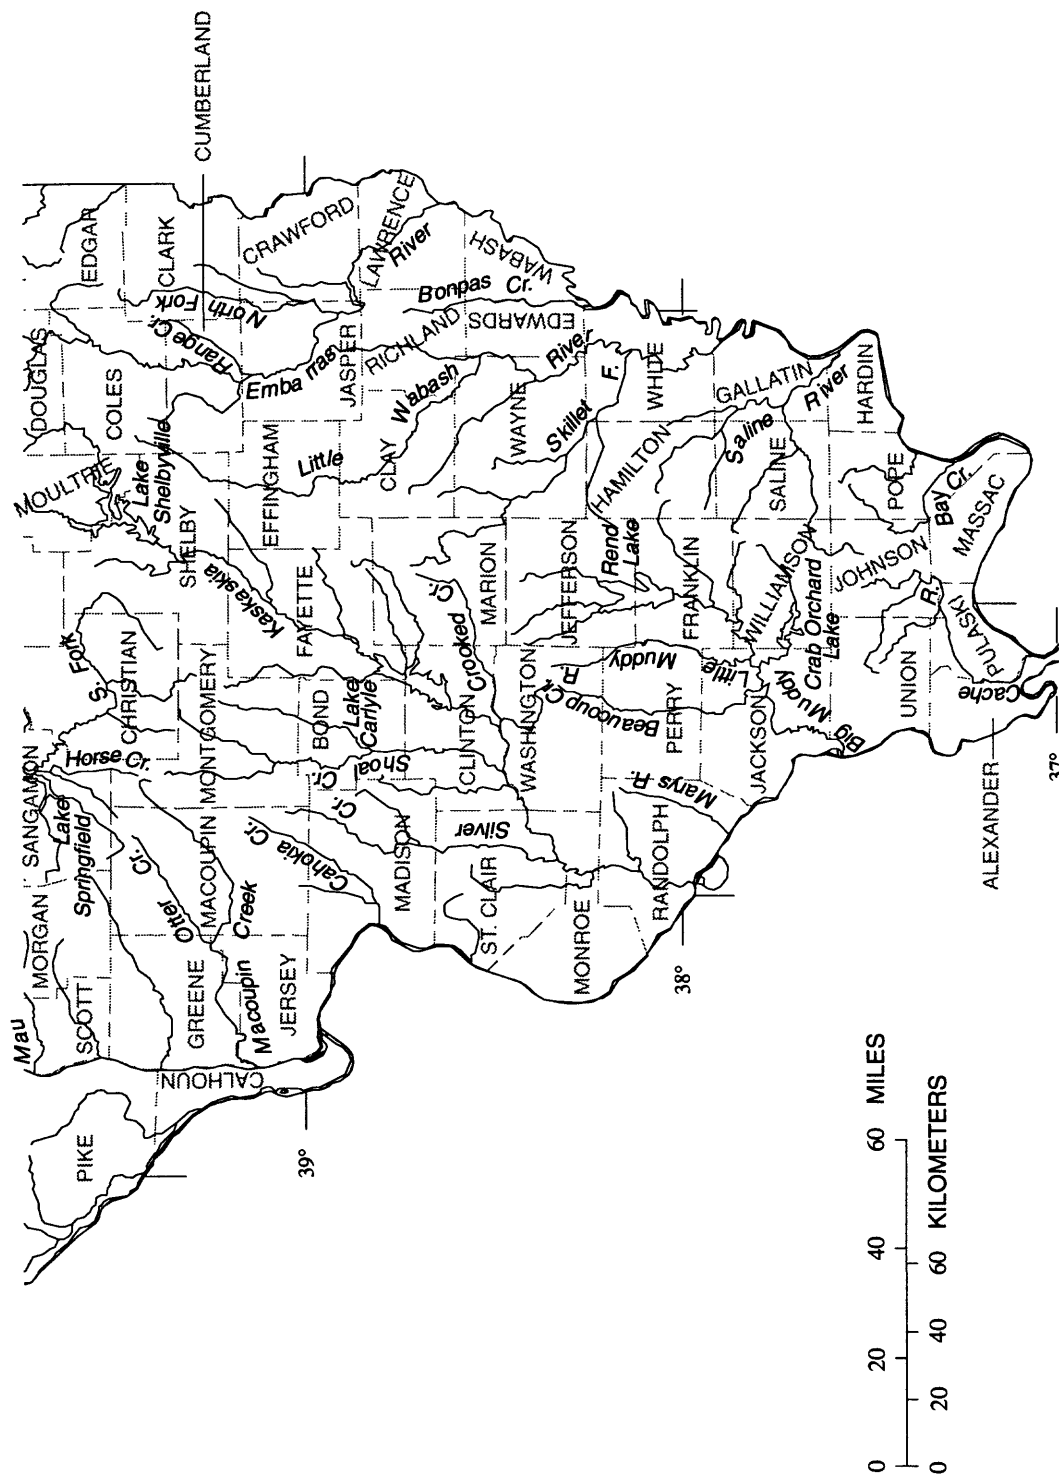 CUMBERLAND
EDGAR
CLARK
CRAWFORD
LAWRENCE
River
WABASH
Bonpas Cr.
North Fork
Range Cr.
Embarras
JASPER
RICHLAND
EDWARDS
DOUGLAS
COLES
MOULTRIE
Lake Shelbyville
SHELBY
EFFINGHAM
Little
Wabash
River
CLAY
WAYNE
Skillet
F.
WHITE
HAMILTON
GALLATIN
Saline
River
SALINE
HARDIN
POPE
Bay Cr.
MASSAC
Kaskaskia
FAYETTE
MARION
Crooked Cr.
JEFFERSON
Rend Lake
FRANKLIN
WILLIAMSON
Crab Orchard Lake
JOHNSON
S. Fork
CHRISTIAN
MONTGOMERY
BOND
Lake Carlyle
CLINTON
Shoal Cr.
WASHINGTON
Beaucoup Cr.
Little
Muddy
R.
PERRY
JACKSON
Big
Muddy
UNION
PULASKI
Cache
R.
ALEXANDER
37°
SANGAMON
Horse Cr.
Lake Springfield
MACOUPIN
Otter Cr.
Macoupin
Creek
Cahokia Cr.
MADISON
Silver
Cr.
ST. CLAIR
MONROE
RANDOLPH
Marys R.
38°
MORGAN
SCOTT
Mau
GREENE
JERSEY
CALHOUN
PIKE
39°
0 20 40 60 MILES
0 20 40 60 KILOMETERS